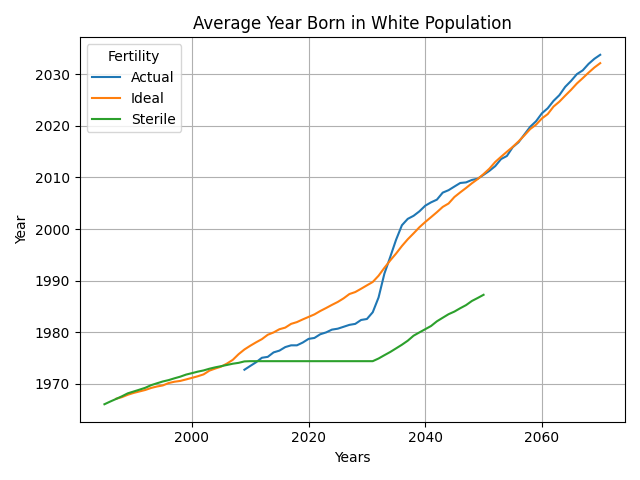 Average Year Born in White Population
Fertility
Actual
Ideal
Sterile
2030
2020
2010
2000
1990
1980
1970
Year
2000
2020
2040
2060
Years